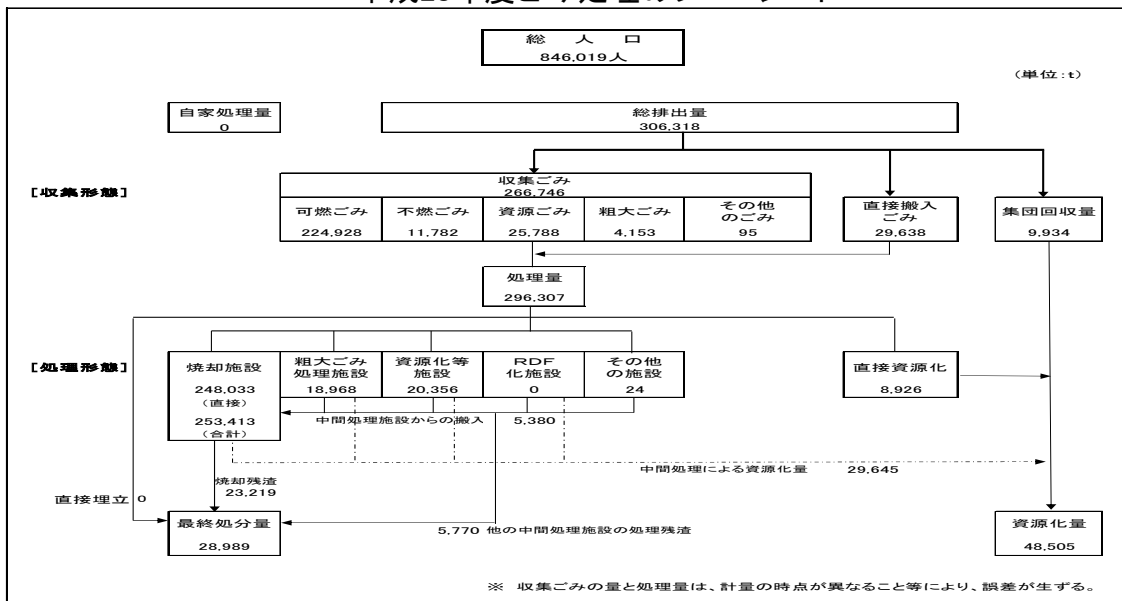 総人口
846,019人
(単位:t)
自家処理量
0
総排出量
306,318
[収集形態]
収集ごみ
266,746
可燃ごみ
224,928
不燃ごみ
11,782
資源ごみ
25,788
粗大ごみ
4,153
その他
のごみ
95
直接搬入
ごみ
29,638
集団回収量
9,934
処理量
296,307
[処理形態]
焼却施設
248,033
(直接)
253,413
(合計)
粗大ごみ
処理施設
18,968
資源化等
施設
20,356
RDF
化施設
0
その他
の施設
24
直接資源化
8,926
中間処理施設からの搬入 5,380
中間処理による資源化量 29,645
焼却残渣
23,219
直接埋立 0
最終処分量
28,989
5,770 他の中間処理施設の処理残渣
資源化量
48,505
※ 収集ごみの量と処理量は、計量の時点が異なること等により、誤差が生ずる。